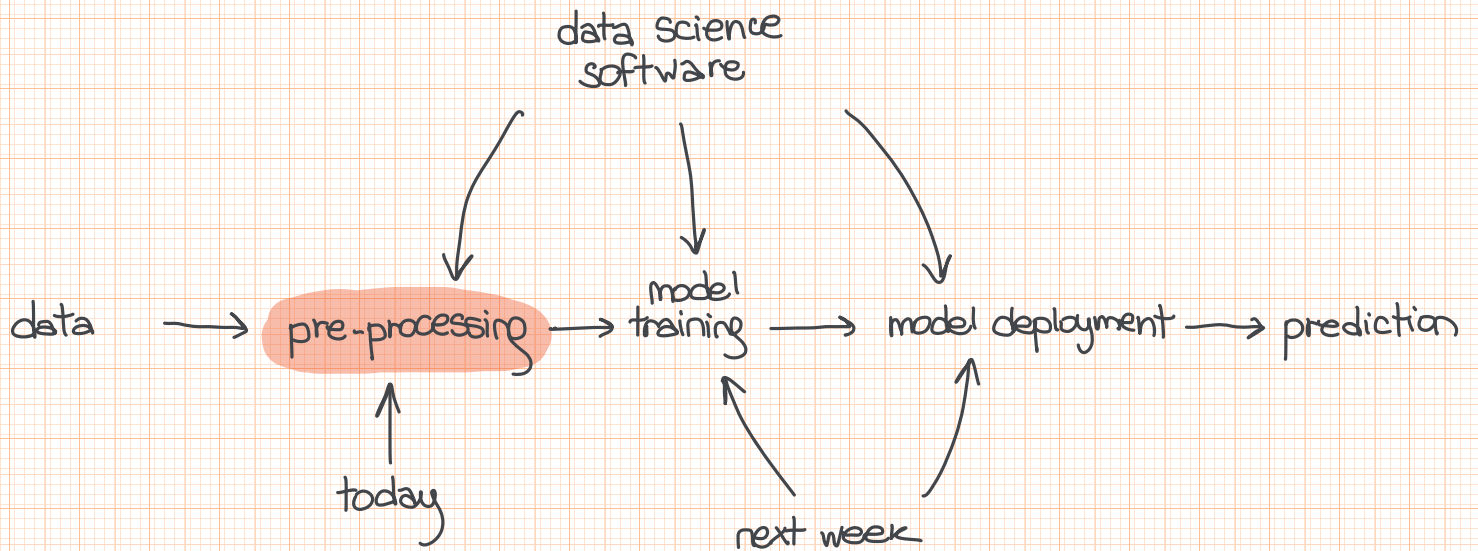 data science
software
data
pre-processing
model
training
model deployment
prediction
today
next week